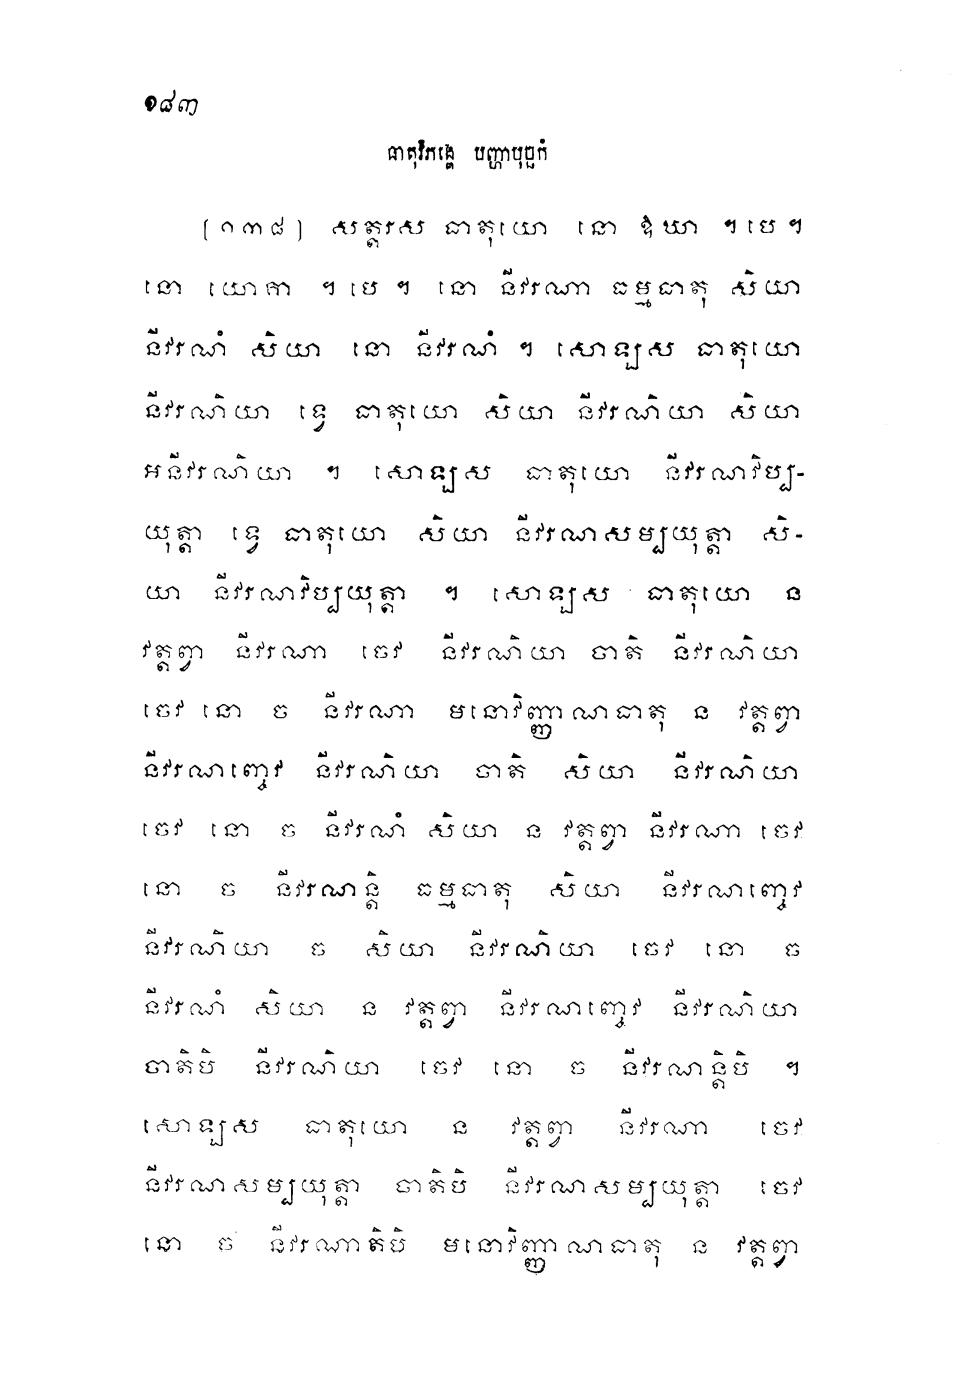 ១៨៣
ធាតុវិភង្គេ បញ្ហាបុច្ឆកំ
[១៣៨] សត្តរស ធាតុយោ នោ ឱឃា ។ បេ ។
នោ យោគា ។ បេ ។ នោ នីវរណា ធម្មធាតុ សិយា
នីវរណំ សិយា នោ នីវរណំ ។ សោឡស ធាតុយោ
នីវរណិយា ទ្វេ ធាតុយោ សិយា នីវរណិយា សិយា
អនីវរណិយា ។ សោឡស ធាតុយោ នីវរណវិប្ប-
យុត្តា ទ្វេ ធាតុយោ សិយា នីវរណសម្បយុត្តា សិ-
យា នីវរណវិប្បយុត្តា ។ សោឡស ធាតុយោ ន
វត្តព្វា នីវរណា ចេវ នីវរណិយា ចាតិ នីវរណិយា
ចេវ នោ ច នីវរណា មនោវិញ្ញាណធាតុ ន វត្តព្វា
នីវរណញ្ចេវ នីវរណិយា ចាតិ សិយា នីវរណិយា
ចេវ នោ ច នីវរណំ សិយា ន វត្តព្វា នីវរណា ចេវ
នោ ច នីវរណន្តិ ធម្មធាតុ សិយា នីវរណញ្ចេវ
នីវរណិយា ច សិយា នីវរណិយា ចេវ នោ ច
នីវរណំ សិយា ន វត្តព្វា នីវរណញ្ចេវ នីវរណិយា
ចាតិបិ នីវរណិយា ចេវ នោ ច នីវរណន្តិបិ ។
សោឡស ធាតុយោ ន វត្តព្វា នីវរណា ចេវ
នីវរណសម្បយុត្តា ចាតិបិ នីវរណសម្បយុត្តា ចេវ
នោ ច នីវរណាតិបិ មនោវិញ្ញាណធាតុ ន វត្តព្វា